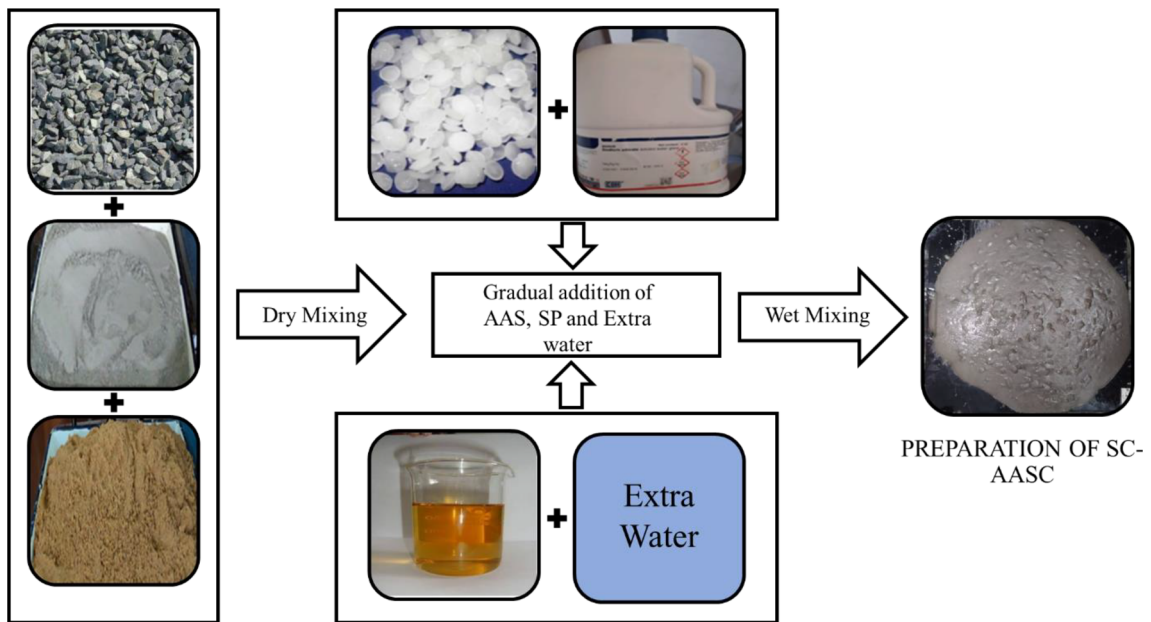 Dry Mixing
Gradual addition of
AAS, SP and Extra
water
Wet Mixing
Extra
Water
PREPARATION OF SC-
AASC